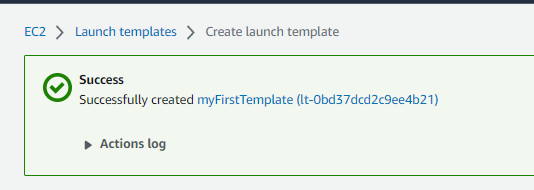 EC2 > Launch templates > Create launch template
Success
Successfully created myFirstTemplate (lt-0bd37dcd2c9ee4b21)
Actions log